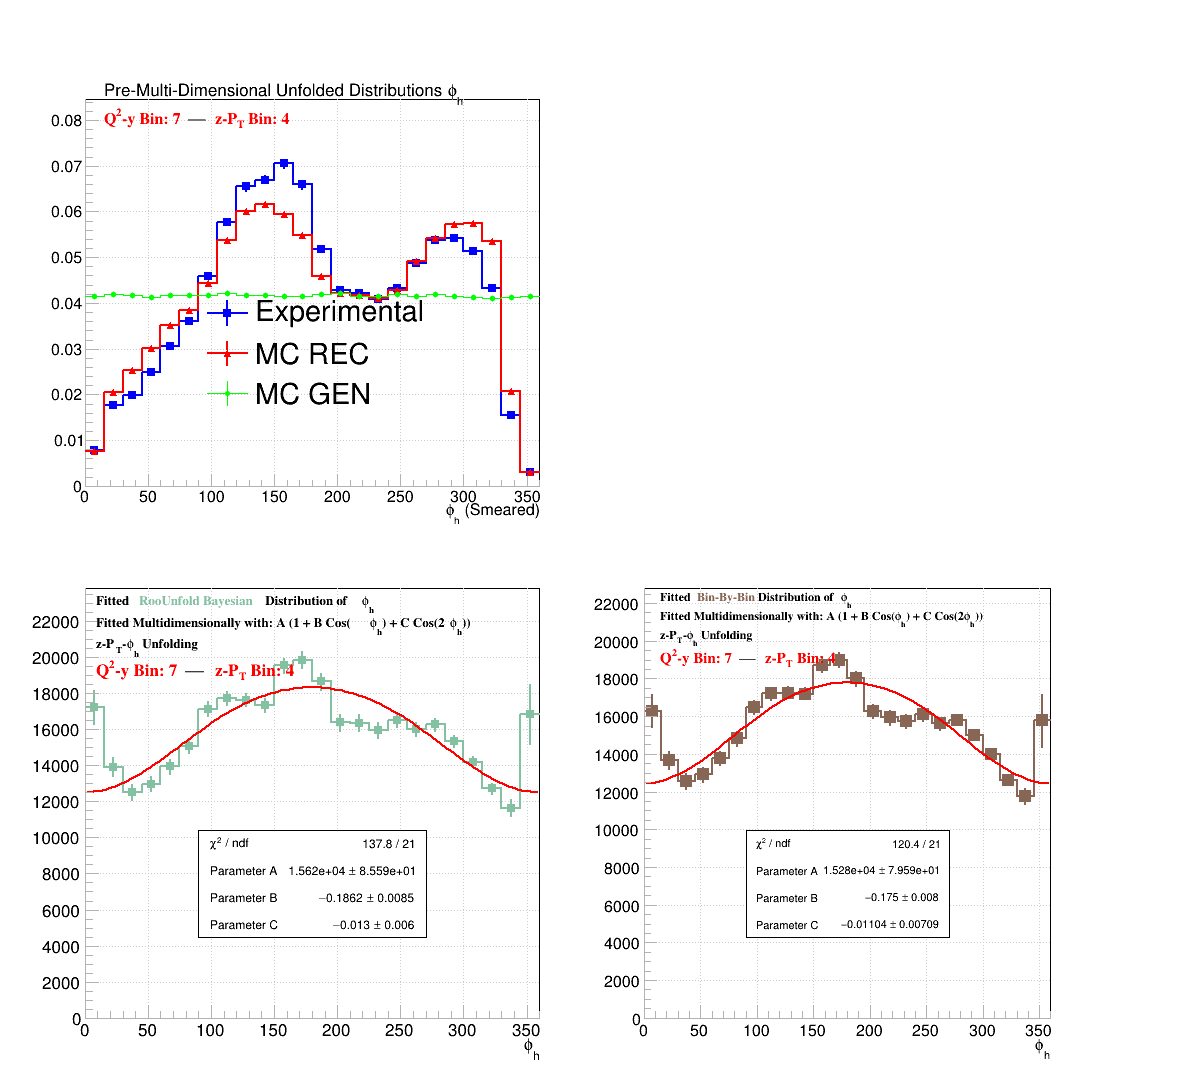 Pre-Multi-Dimensional Unfolded Distributions ϕh
Q²-y Bin: 7 — z-PT Bin: 4
0.08
0.07
0.06
0.05
0.04
0.03
0.02
0.01
0
Experimental
MC REC
MC GEN
0 50 100 150 200 250 300 350
ϕh (Smeared)
Fitted RooUnfold Bayesian Distribution of ϕh
Fitted Multidimensionally with: A (1 + B Cos( ϕh) + C Cos(2 ϕh))
z-PT-ϕh Unfolding
Q²-y Bin: 7 — z-PT Bin: 4
22000
20000
18000
16000
14000
12000
10000
8000
6000
4000
2000
0
χ² / ndf 137.8 / 21
Parameter A 1.562e+04 ± 8.559e+01
Parameter B −0.1862 ± 0.0085
Parameter C −0.013 ± 0.006
0 50 100 150 200 250 300 350
ϕh
Fitted Bin-By-Bin Distribution of ϕh
Fitted Multidimensionally with: A (1 + B Cos(ϕh) + C Cos(2ϕh))
z-PT-ϕh Unfolding
Q²-y Bin: 7 — z-PT Bin: 4
22000
20000
18000
16000
14000
12000
10000
8000
6000
4000
2000
0
χ² / ndf 120.4 / 21
Parameter A 1.528e+04 ± 7.959e+01
Parameter B −0.175 ± 0.008
Parameter C −0.01104 ± 0.00709
0 50 100 150 200 250 300 350
ϕh